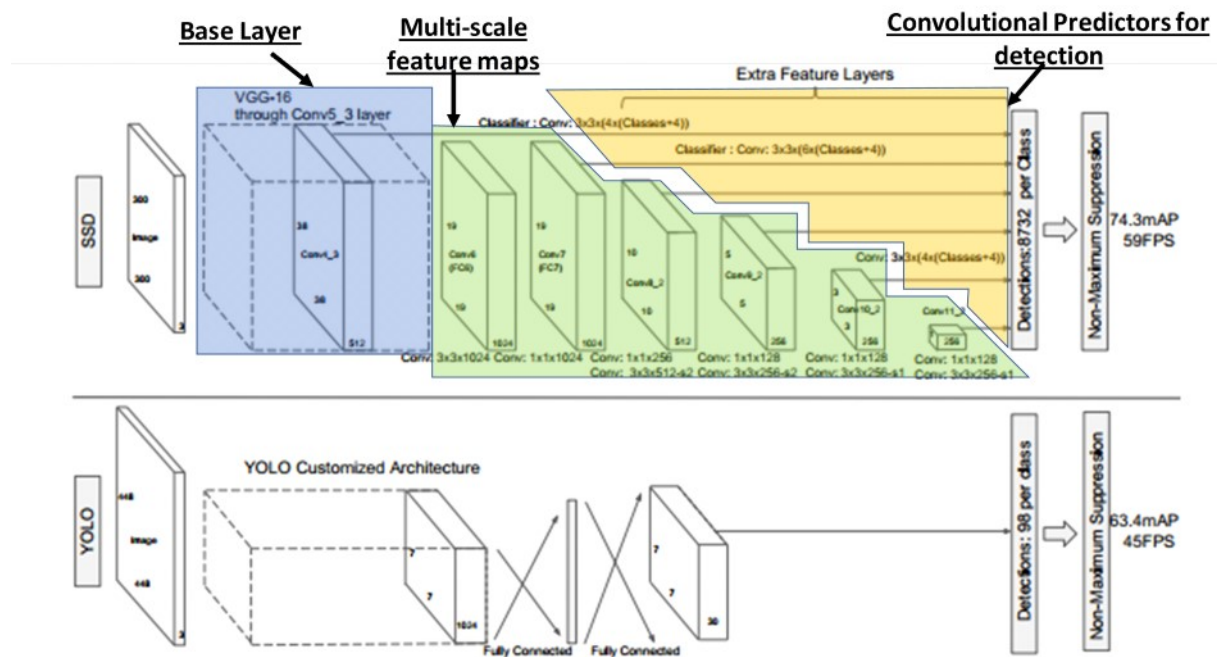 Base Layer
Multi-scale
feature maps
Convolutional Predictors for
detection
Extra Feature Layers
VGG-16
through Conv5_3 layer
Classifier : Conv: 3x3x(4x(Classes+4))
Classifier : Conv: 3x3x(6x(Classes+4))
Conv: 3x3x(4x(Classes+4))
SSD
300
Image
300
3
38
Conv4_3
38
512
19
Conv6
(FC6)
19
1024
19
Conv7
(FC7)
19
1024
10
Conv8_2
10
512
5
Conv9_2
5
256
3
Conv10_2
3
256
Conv11_2
256
Conv: 3x3x1024
Conv: 1x1x1024
Conv: 1x1x256
Conv: 3x3x512-s2
Conv: 1x1x128
Conv: 3x3x256-s2
Conv: 1x1x128
Conv: 3x3x256-s1
Conv: 1x1x128
Conv: 3x3x256-s1
Detections:8732 per Class
Non-Maximum Suppression
74.3mAP
59FPS
YOLO
448
Image
448
3
YOLO Customized Architecture
7
7
1024
Fully Connected
Fully Connected
7
7
30
Detections: 98 per class
Non-Maximum Suppression
63.4mAP
45FPS